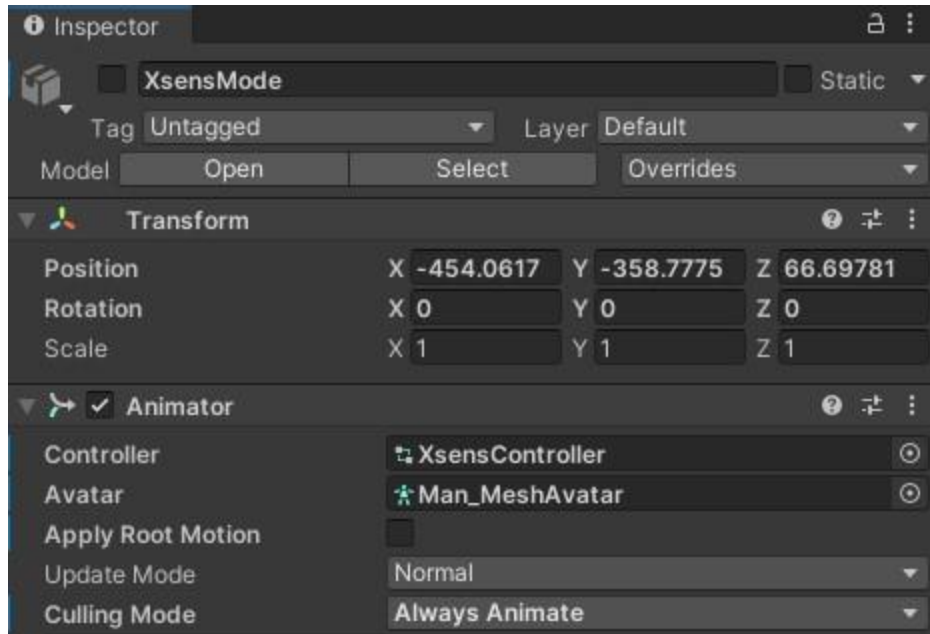 Inspector
XsensMode Static
Tag Untagged Layer Default
Model Open Select Overrides
Transform
Position X -454.0617 Y -358.7775 Z 66.69781
Rotation X 0 Y 0 Z 0
Scale X 1 Y 1 Z 1
Animator
Controller XsensController
Avatar Man_MeshAvatar
Apply Root Motion
Update Mode Normal
Culling Mode Always Animate